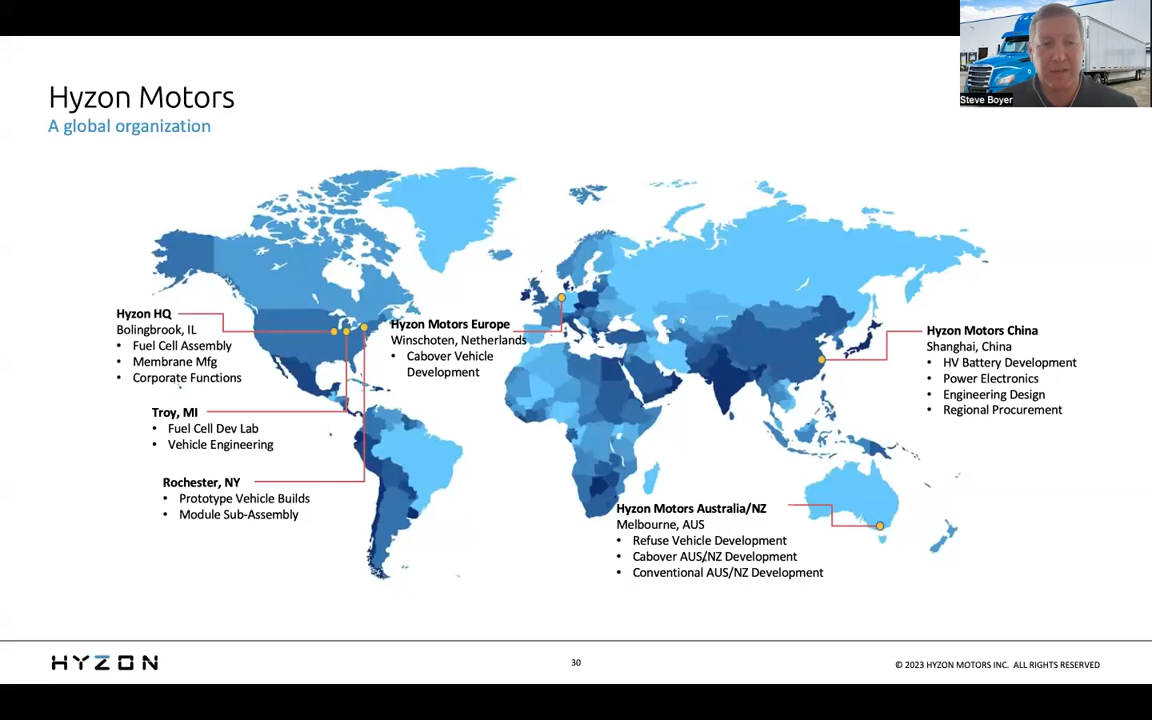 Steve Boyer
Hyzon Motors
A global organization
Hyzon HQ
Bolingbrook, IL
• Fuel Cell Assembly
• Membrane Mfg
• Corporate Functions
Troy, MI
• Fuel Cell Dev Lab
• Vehicle Engineering
Rochester, NY
• Prototype Vehicle Builds
• Module Sub-Assembly
Hyzon Motors Europe
Winschoten, Netherlands
• Cabover Vehicle
Development
Hyzon Motors China
Shanghai, China
• HV Battery Development
• Power Electronics
• Engineering Design
• Regional Procurement
Hyzon Motors Australia/NZ
Melbourne, AUS
• Refuse Vehicle Development
• Cabover AUS/NZ Development
• Conventional AUS/NZ Development
HYZON
30
© 2023 HYZON MOTORS INC. ALL RIGHTS RESERVED